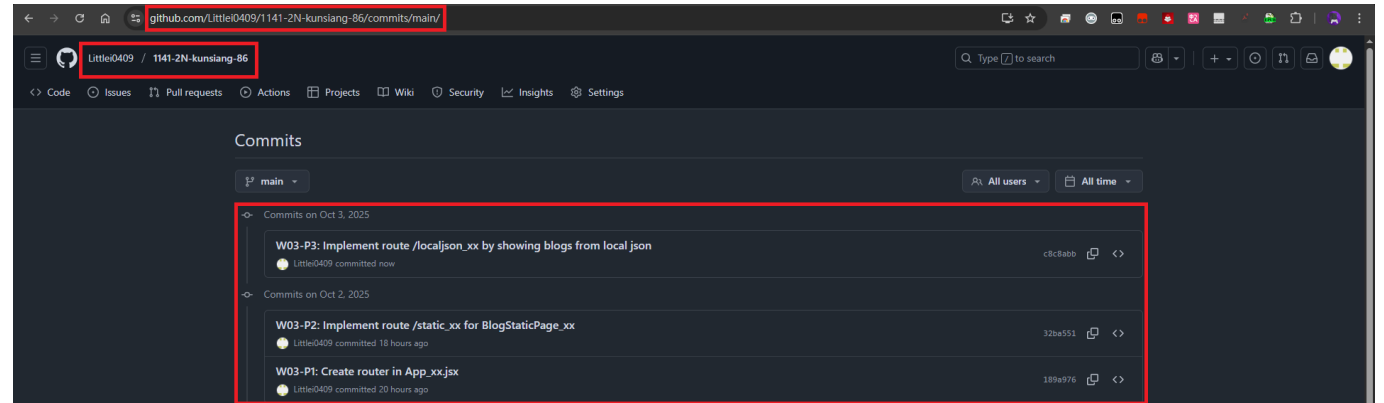 github.com/Littlei0409/1141-2N-kunsiang-86/commits/main/
Littlei0409 / 1141-2N-kunsiang-86
Type / to search
Code Issues Pull requests Actions Projects Wiki Security Insights Settings
Commits
main
All users All time
Commits on Oct 3, 2025
W03-P3: Implement route /localjson_xx by showing blogs from local json
Littlei0409 committed now
c8c8abb
Commits on Oct 2, 2025
W03-P2: Implement route /static_xx for BlogStaticPage_xx
Littlei0409 committed 18 hours ago
32ba551
W03-P1: Create router in App_xx.jsx
Littlei0409 committed 20 hours ago
189a976